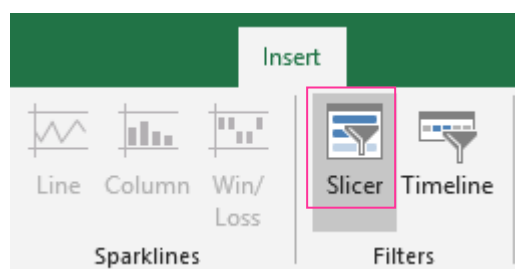 Insert
Line Column Win/
Loss
Slicer Timeline
Sparklines
Filters